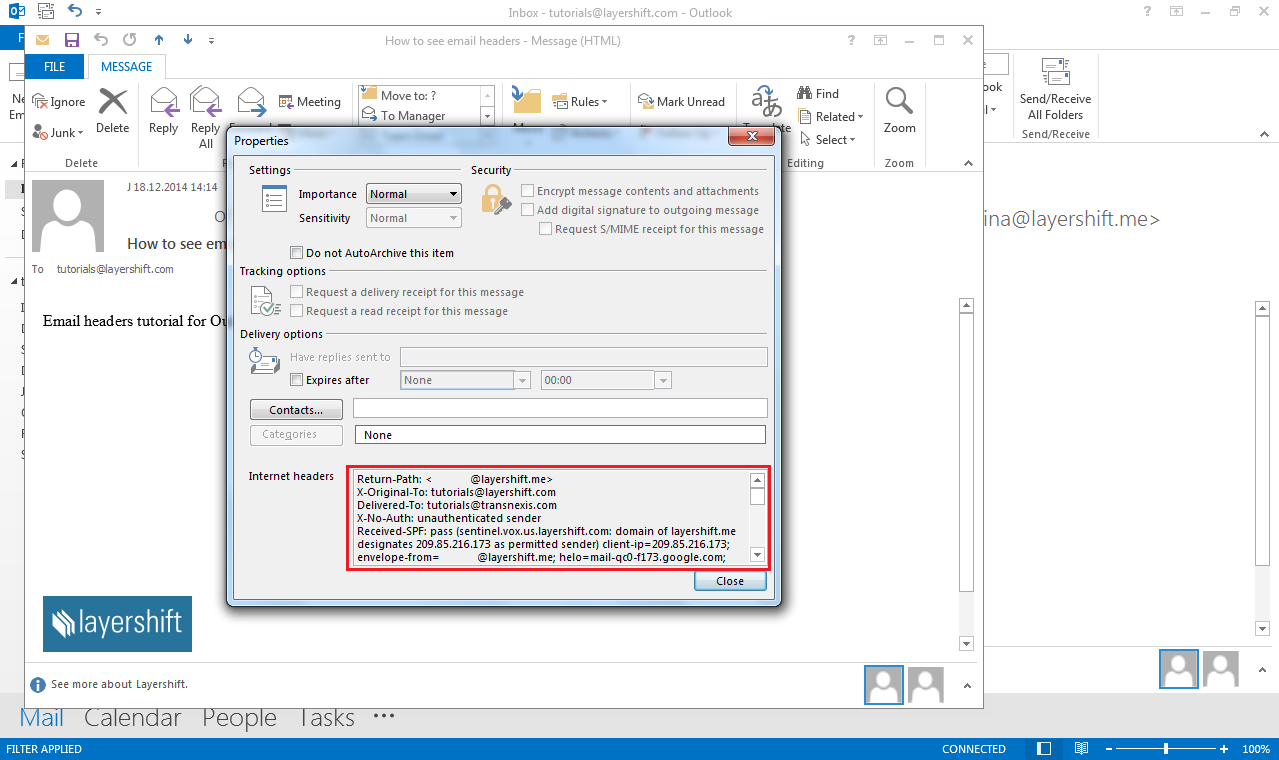 Inbox - tutorials@layershift.com - Outlook
How to see email headers - Message (HTML)
FILE
MESSAGE
Ignore
Junk
Delete
Delete
Reply
Reply
All
Meeting
Move to: ?
To Manager
Rules
Mark Unread
Find
Related
Select
Editing
Zoom
Zoom
Send/Receive
All Folders
Send/Receive
J 18.12.2014 14:14
How to see em
To tutorials@layershift.com
ina@layershift.me>
Email headers tutorial for Ou
Properties
Settings
Importance Normal
Sensitivity Normal
Do not AutoArchive this item
Security
Encrypt message contents and attachments
Add digital signature to outgoing message
Request S/MIME receipt for this message
Tracking options
Request a delivery receipt for this message
Request a read receipt for this message
Delivery options
Have replies sent to
Expires after None 00:00
Contacts...
Categories None
Internet headers
Return-Path: < @layershift.me>
X-Original-To: tutorials@layershift.com
Delivered-To: tutorials@transnexis.com
X-No-Auth: unauthenticated sender
Received-SPF: pass (sentinel.vox.us.layershift.com: domain of layershift.me
designates 209.85.216.173 as permitted sender) client-ip=209.85.216.173;
envelope-from= @layershift.me; helo=mail-qc0-f173.google.com;
Close
layershift
See more about Layershift.
Mail Calendar People Tasks ...
FILTER APPLIED
CONNECTED
100%